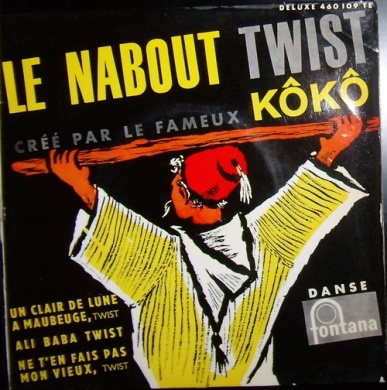 DELUXE 460 109 TE
LE NABOUT TWIST
CRÉÉ PAR LE FAMEUX KÔKÔ
UN CLAIR DE LUNE
A MAUBEUGE, TWIST
ALI BABA TWIST
NE T'EN FAIS PAS
MON VIEUX, TWIST
DANSE
fontana